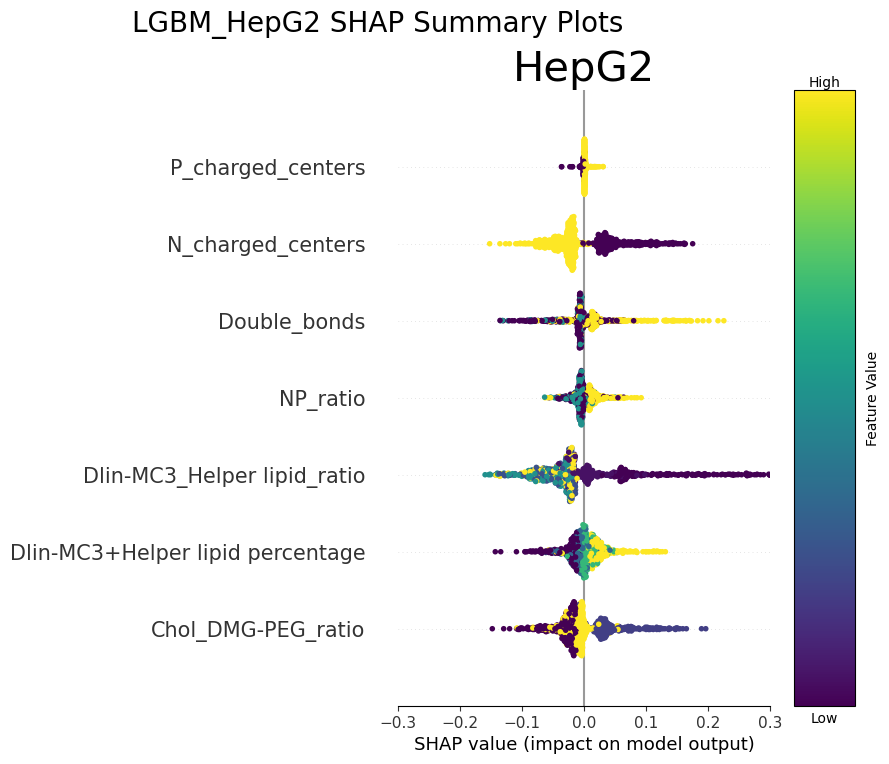 LGBM_HepG2 SHAP Summary Plots
HepG2
High
P_charged_centers
N_charged_centers
Double_bonds
NP_ratio
Dlin-MC3_Helper lipid_ratio
Dlin-MC3+Helper lipid percentage
Chol_DMG-PEG_ratio
Feature Value
Low
−0.3 −0.2 −0.1 0.0 0.1 0.2 0.3
SHAP value (impact on model output)